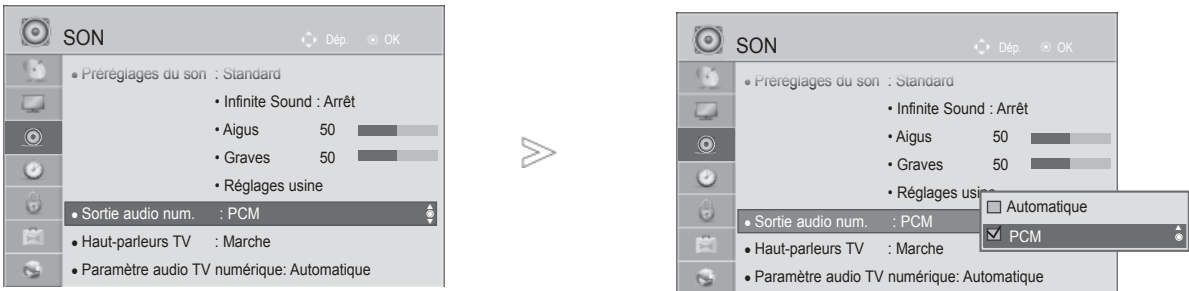 SON
Dép. OK
• Préréglages du son : Standard
• Infinite Sound : Arrêt
• Aigus 50
• Graves 50
• Réglages usine
• Sortie audio num. : PCM
• Haut-parleurs TV : Marche
• Paramètre audio TV numérique: Automatique
SON
Dép. OK
• Préréglages du son : Standard
• Infinite Sound : Arrêt
• Aigus 50
• Graves 50
• Réglages usine
• Sortie audio num. : PCM
Automatique
PCM
• Haut-parleurs TV : Marche
• Paramètre audio TV numérique: Automatique